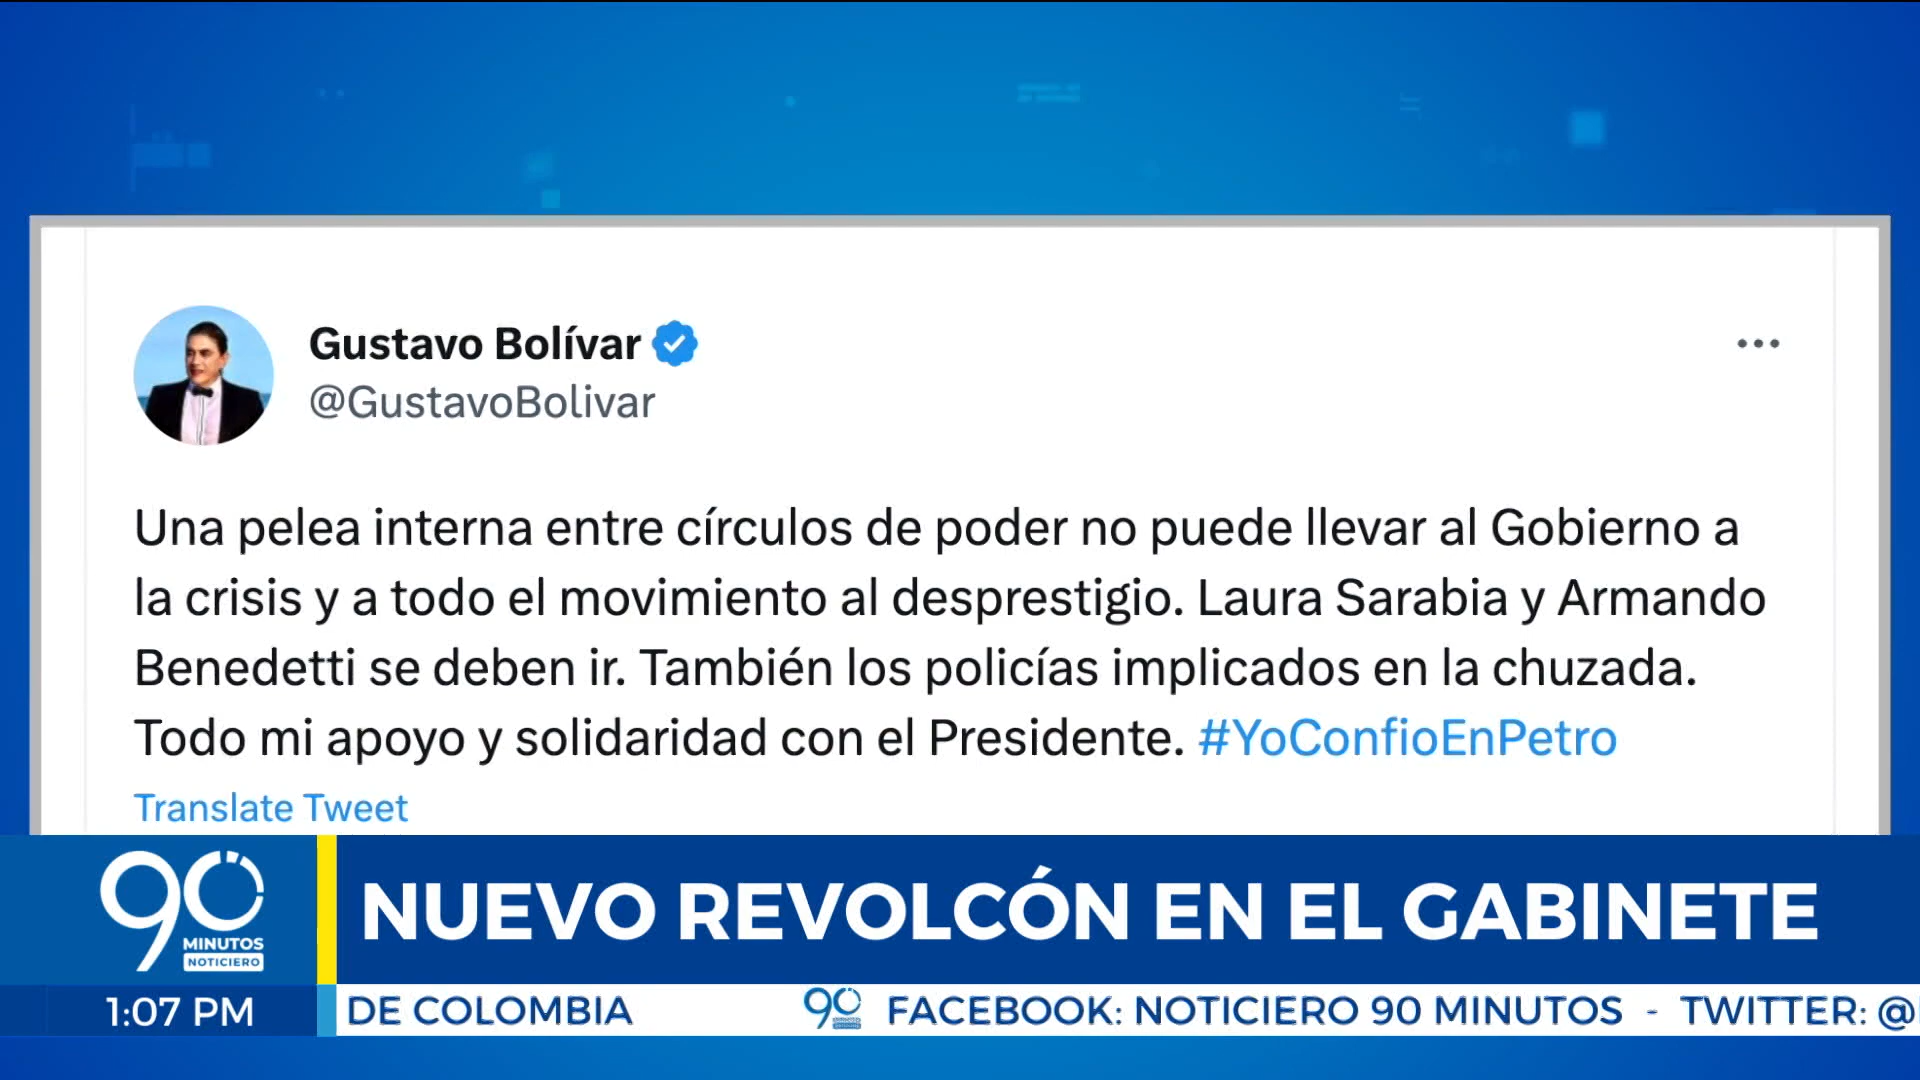 Gustavo Bolívar
@GustavoBolivar
Una pelea interna entre círculos de poder no puede llevar al Gobierno a
la crisis y a todo el movimiento al desprestigio. Laura Sarabia y Armando
Benedetti se deben ir. También los policías implicados en la chuzada.
Todo mi apoyo y solidaridad con el Presidente. #YoConfioEnPetro
Translate Tweet
90
MINUTOS
NOTICIERO
NUEVO REVOLCÓN EN EL GABINETE
1:07 PM
DE COLOMBIA 90 FACEBOOK: NOTICIERO 90 MINUTOS - TWITTER: @